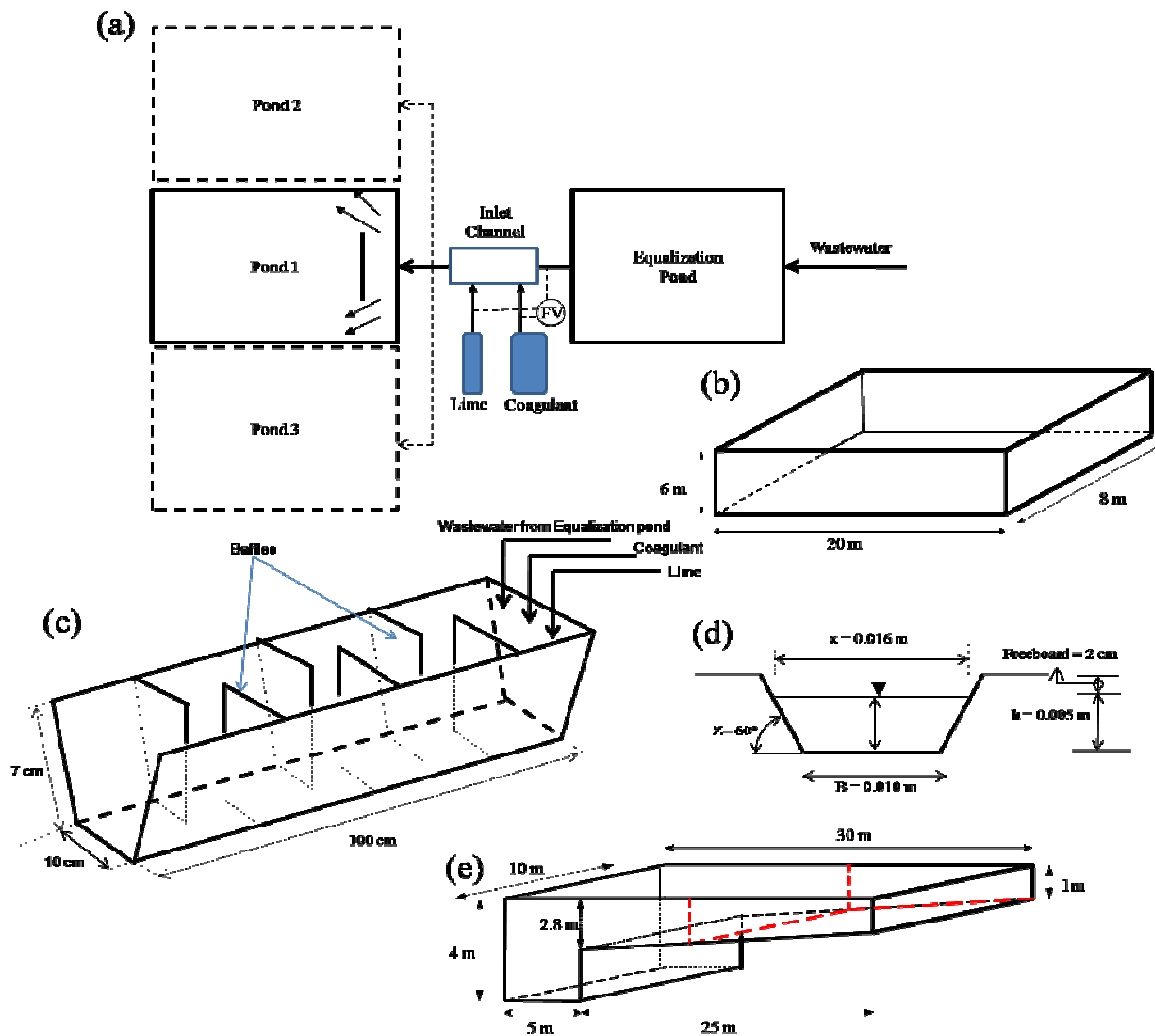 (a)
Pond 2
Pond 1
Pond 3
Inlet
Channel
Equalization
Pond
Wastewater
FV
Lime
Coagulant
(b)
6 m
8 m
20 m
Wastewater from Equalization pond
Coagulant
Lime
Baffles
(c)
7 cm
10 cm
100 cm
(d)
x = 0.016 m
Freeboard = 2 cm
h = 0.005 m
B = 0.010 m
(e)
30 m
10 m
1m
2.8 m
4 m
5 m
25 m